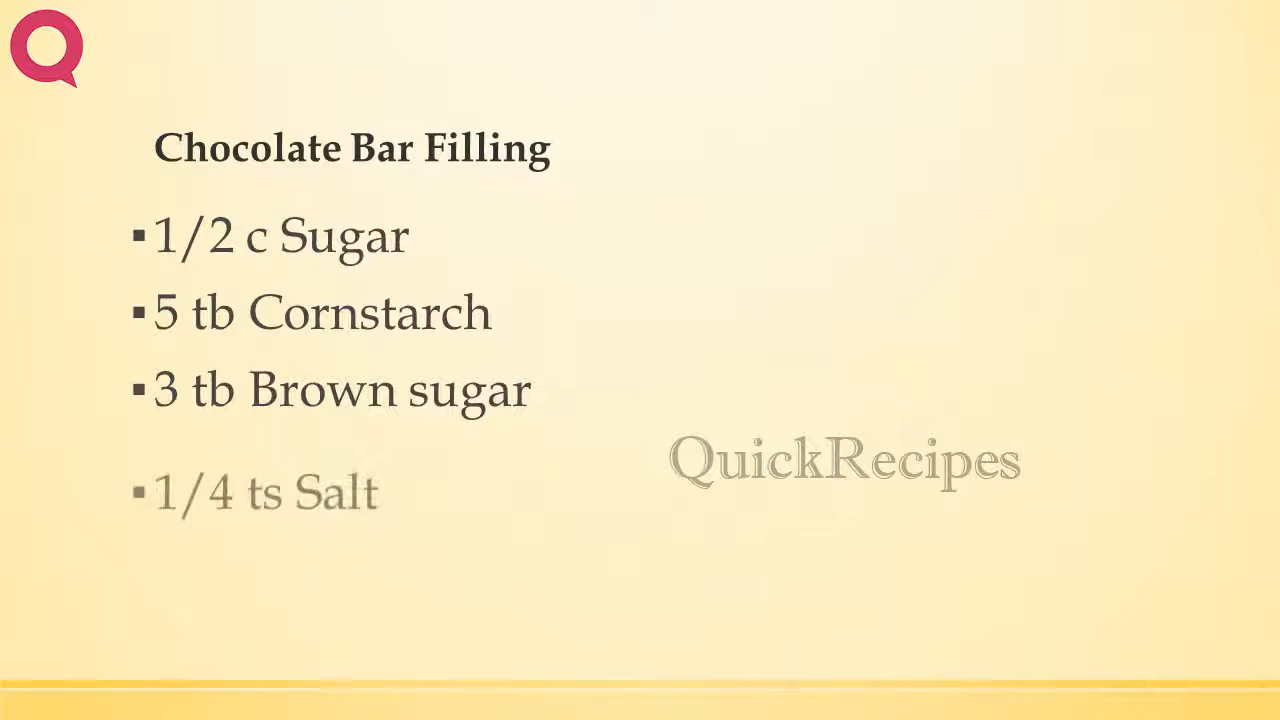 Chocolate Bar Filling
▪1/2 c Sugar
▪5 tb Cornstarch
▪3 tb Brown sugar
▪1/4 ts Salt
QuickRecipes